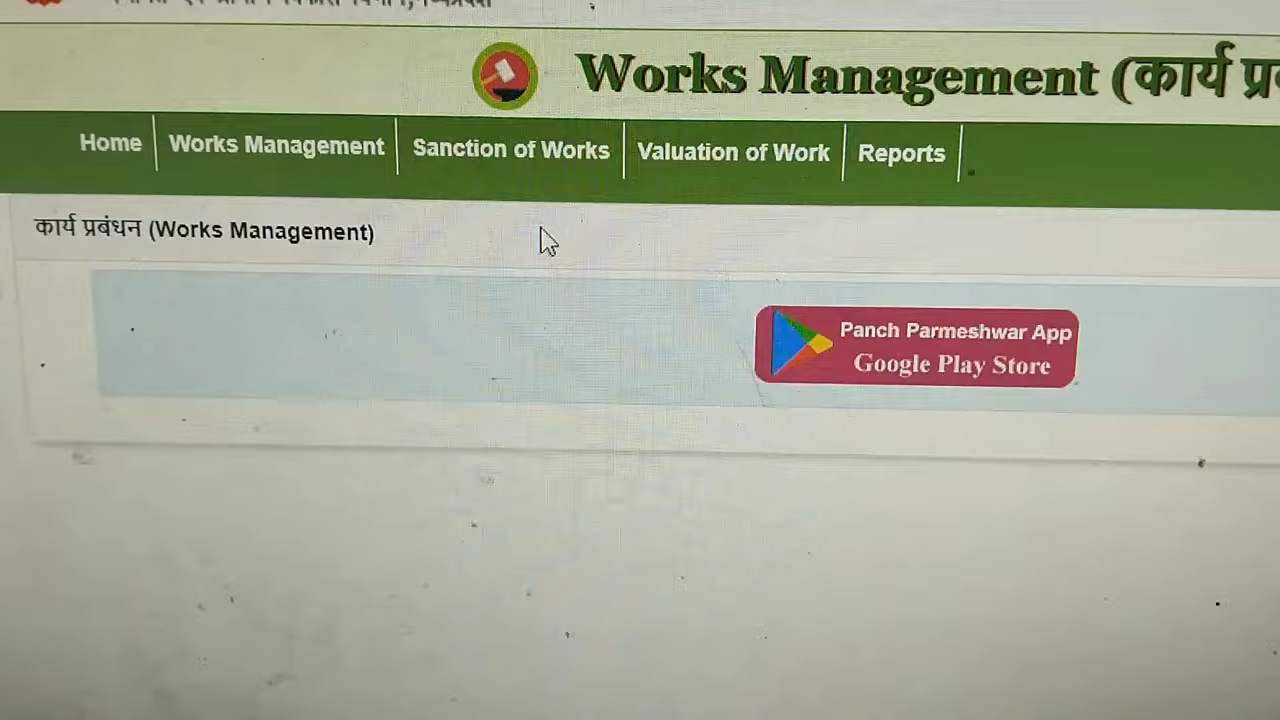 Works Management (कार्य
Home
Works Management
Sanction of Works
Valuation of Work
Reports
कार्य प्रबंधन (Works Management)
Panch Parmeshwar App
Google Play Store